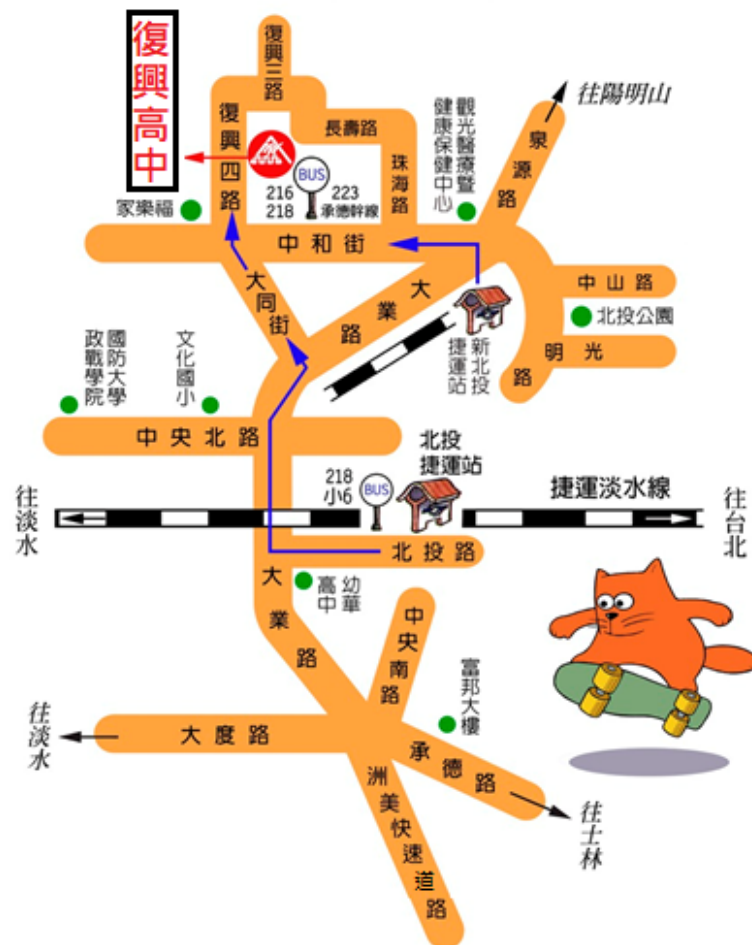 復興高中
復興三路
往陽明山
復興四路
長壽路
觀光醫療暨
健康保健中心
泉源路
珠海路
BUS
216
218
223
承德幹線
家樂福
中和街
大同街
大業路
中山路
北投公園
新北投
捷運站
明光路
國防大學
政戰學院
文化國小
中央北路
北投
捷運站
218
小6
BUS
捷運淡水線
往淡水
往台北
北投路
幼華
高中
大業路
中央南路
富邦大樓
往淡水
大度路
承德路
洲美快速道路
往士林